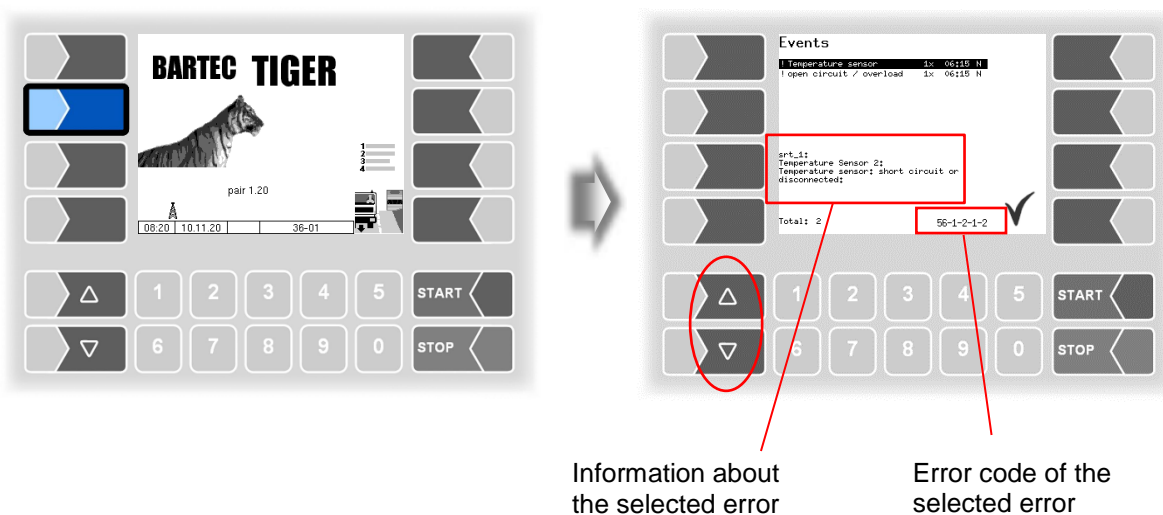 BARTEC TIGER
1
2
3
4
pair 1.20
08:20 10.11.20 36-01
1 2 3 4 5 START
6 7 8 9 0 STOP
Events
! Temperature sensor 1x 06:15 N
! open circuit / overload 1x 06:15 N
srt_1:
Temperature Sensor 2:
Temperature sensor: short circuit or
disconnected:
Total: 2 56-1-2-1-2
1 2 3 4 5 START
6 7 8 9 0 STOP
Information about
the selected error
Error code of the
selected error